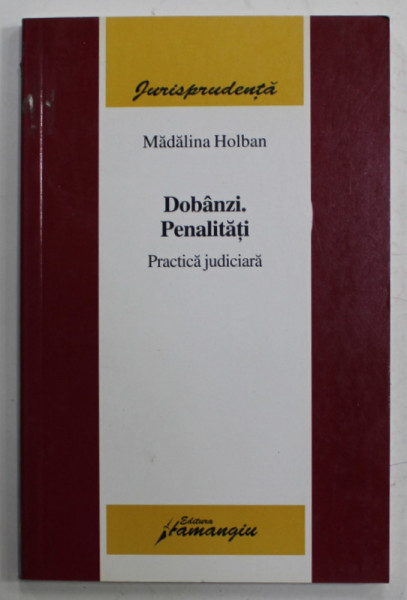 Jurisprudență
Mădălina Holban
Dobânzi.
Penalități
Practică judiciară
Editura
Hamangiu